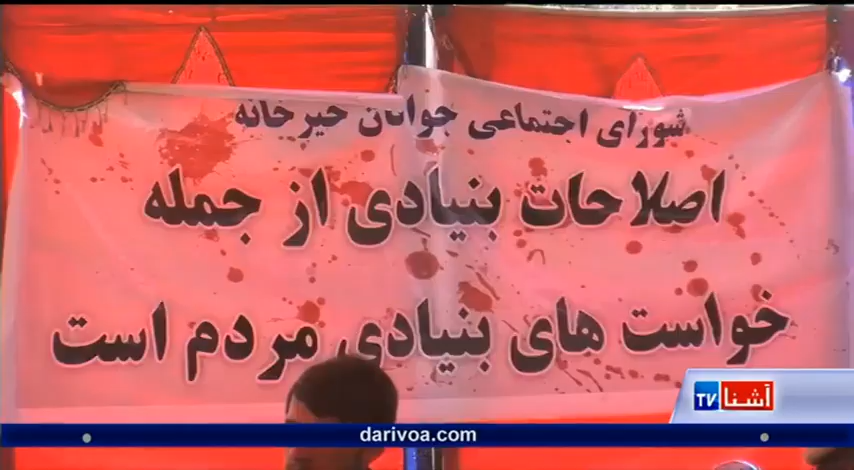 شورای اجتماعی جوانان خیرخانه
اصلاحات بنیادی از جمله
خواست های بنیادی مردم است
TV آشنا
darivoa.com